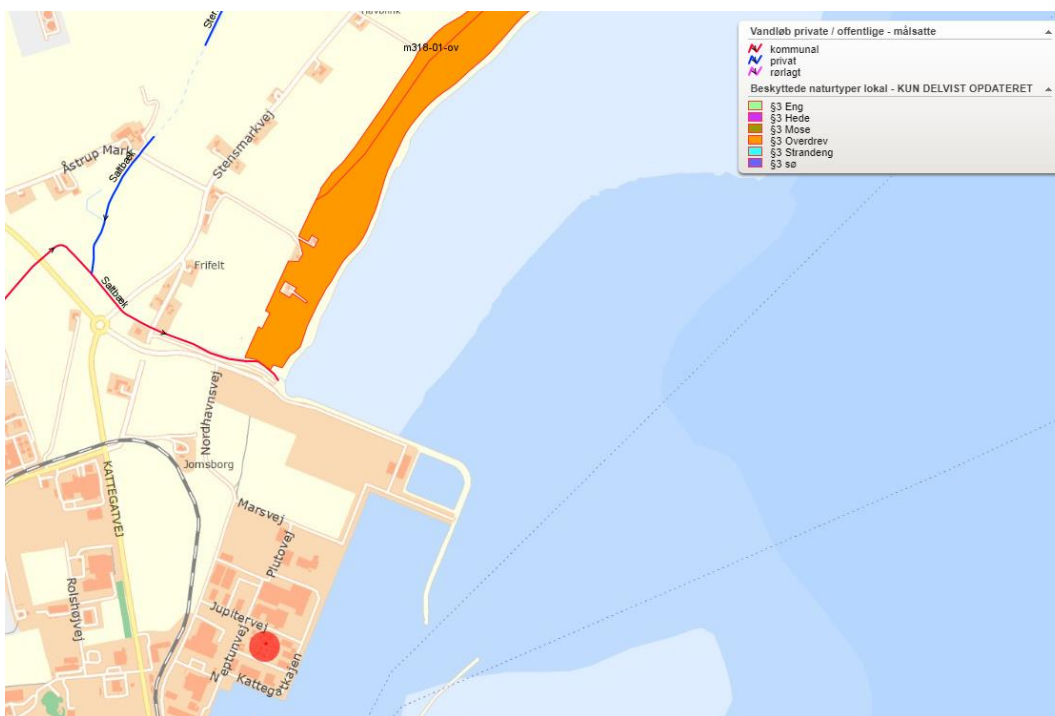 Vandløb private / offentlige - målsatte
kommunal
privat
rørlagt
Beskyttede naturtyper lokal - KUN DELVIST OPDATERET
§3 Eng
§3 Hede
§3 Mose
§3 Overdrev
§3 Strandeng
§3 sø
m318-01-ov
Stensmarkvej
Åstrup Mark
Saltbæk
Frifelt
Saltbæk
Nordhavnsvej
Jomsborg
KATTEGATVEJ
Marsvej
Plutovej
Rolshøjvej
Jupitervej
Neptunvej
Kattegatkajen